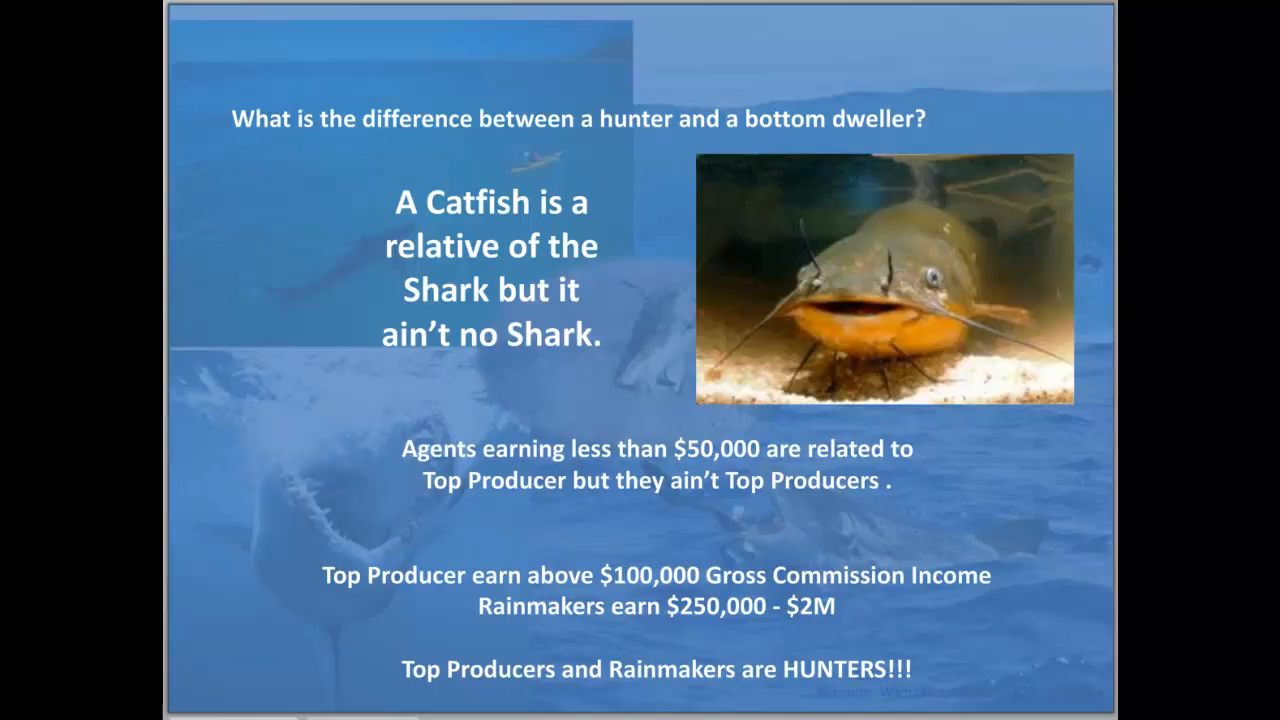 What is the difference between a hunter and a bottom dweller?
A Catfish is a
relative of the
Shark but it
ain’t no Shark.
Agents earning less than $50,000 are related to
Top Producer but they ain’t Top Producers .
Top Producer earn above $100,000 Gross Commission Income
Rainmakers earn $250,000 - $2M
Top Producers and Rainmakers are HUNTERS!!!